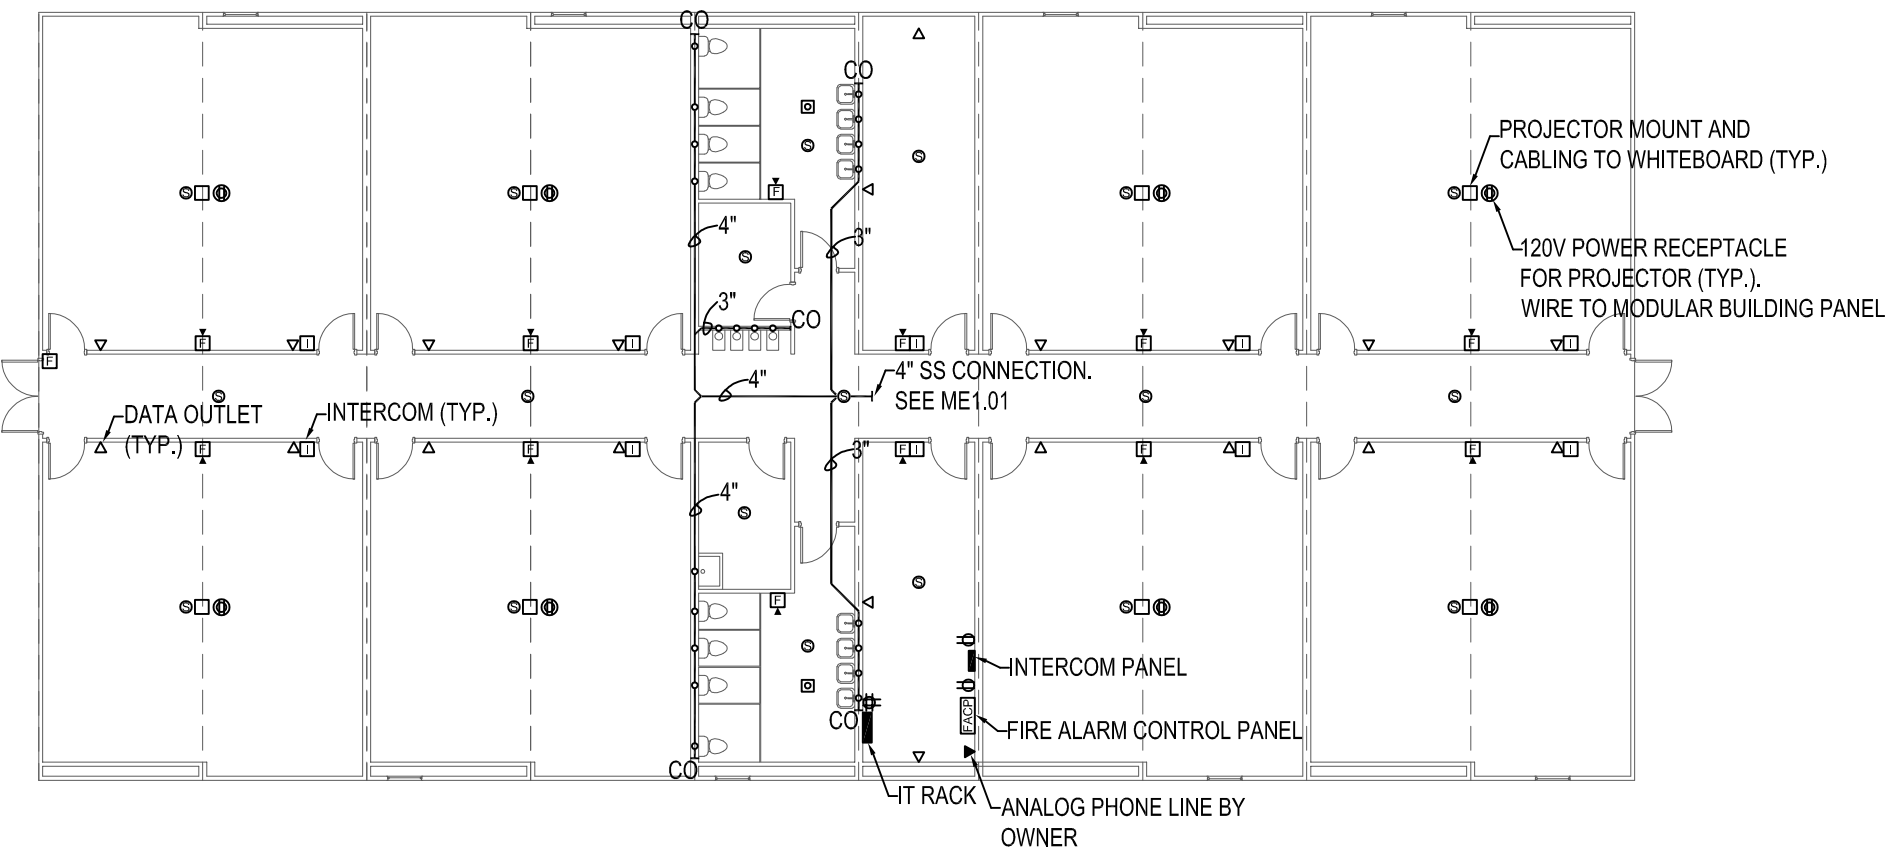 CO
CO
PROJECTOR MOUNT AND
CABLING TO WHITEBOARD (TYP.)
S
S
S
S
F
S
S
S
S
4"
3"
120V POWER RECEPTACLE
FOR PROJECTOR (TYP.).
WIRE TO MODULAR BUILDING PANEL
S
3"
CO
F
I
F
I
F
I
F
I
F
I
F
4" SS CONNECTION.
SEE ME1.01
4"
S
S
S
S
S
DATA OUTLET
(TYP.)
INTERCOM (TYP.)
F
I
F
I
F
I
F
I
F
I
3"
4"
S
S
S
S
S
S
S
F
S
INTERCOM PANEL
FACP
FIRE ALARM CONTROL PANEL
CO
CO
IT RACK
ANALOG PHONE LINE BY
OWNER